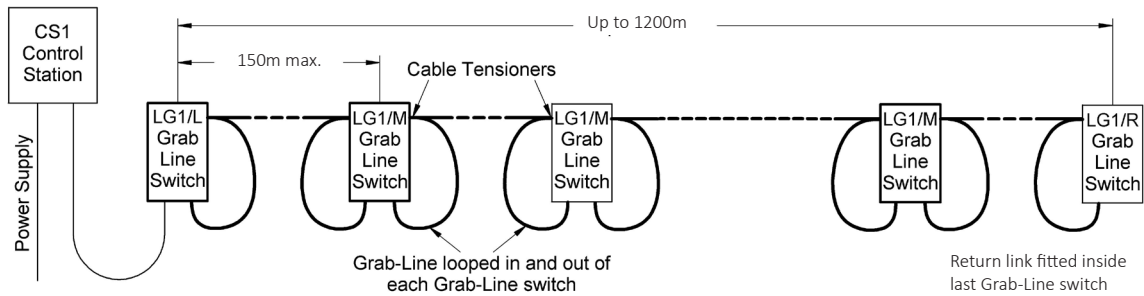 Up to 1200m
CS1
Control
Station
150m max.
Cable Tensioners
LG1/L
Grab
Line
Switch
LG1/M
Grab
Line
Switch
LG1/M
Grab
Line
Switch
LG1/M
Grab
Line
Switch
LG1/R
Grab
Line
Switch
Power Supply
Grab-Line looped in and out of
each Grab-Line switch
Return link fitted inside
last Grab-Line switch